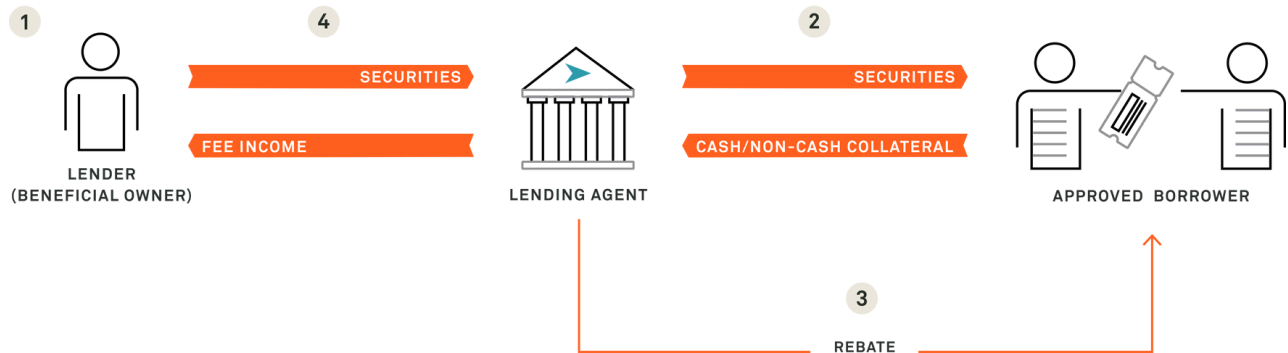 1
4
2
SECURITIES
SECURITIES
FEE INCOME
CASH/NON-CASH COLLATERAL
LENDER
(BENEFICIAL OWNER)
LENDING AGENT
APPROVED BORROWER
3
REBATE